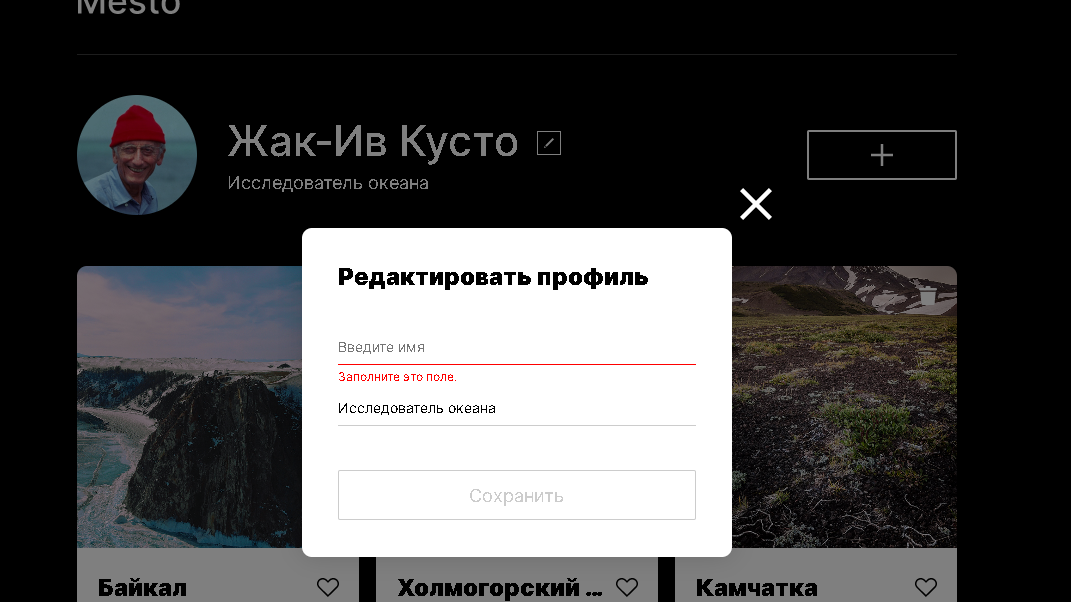 Mesto
Жак-Ив Кусто
Исследователь океана
Редактировать профиль
Введите имя
Заполните это поле.
Исследователь океана
Сохранить
Байкал
Холмогорский ...
Камчатка